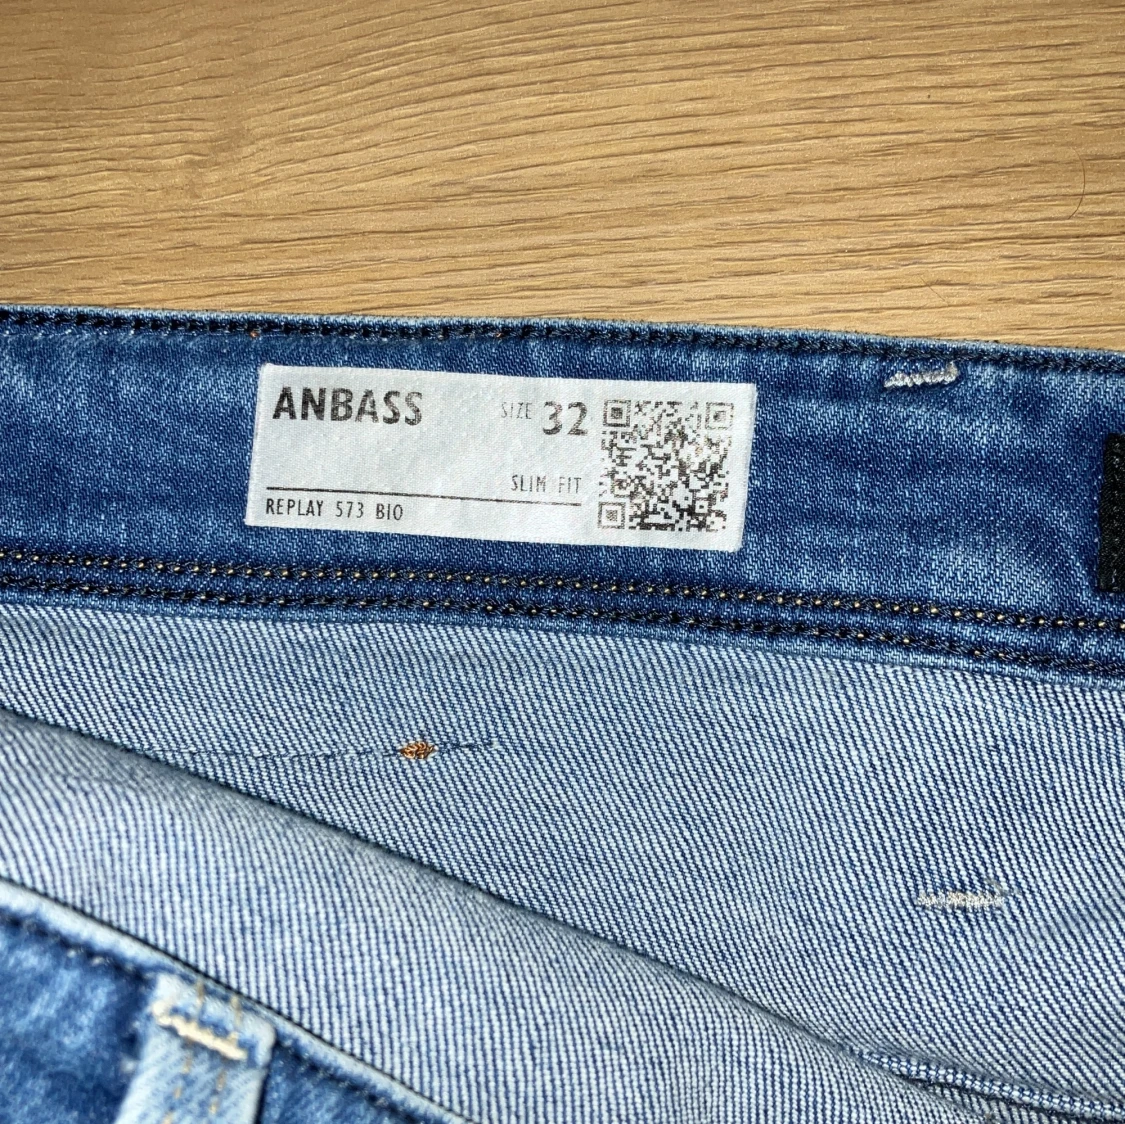 ANBASS SIZE 32
SLIM FIT
REPLAY 573 BIO